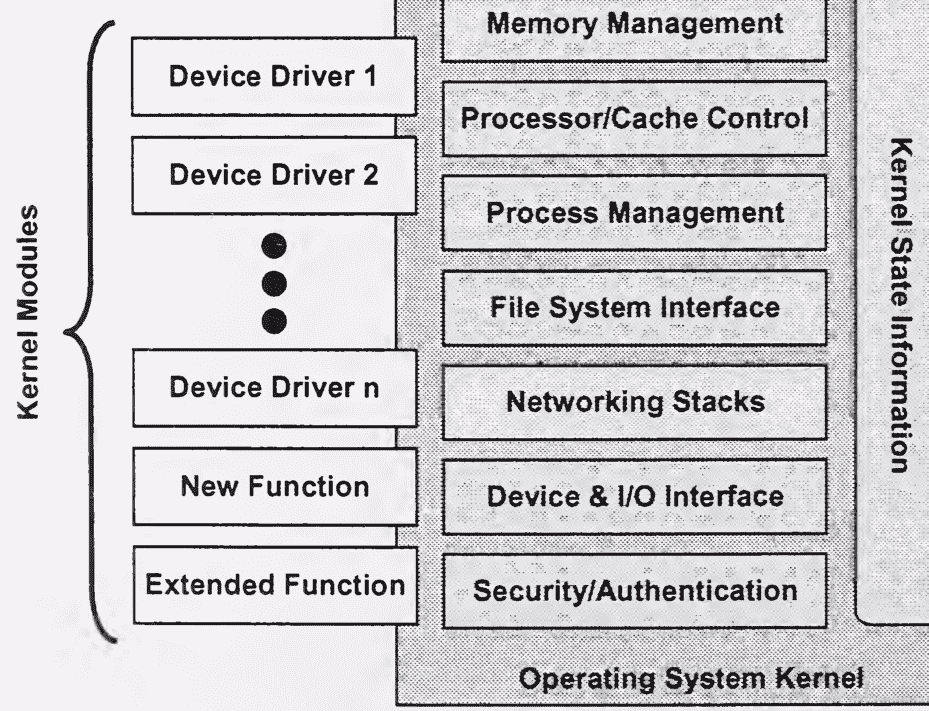 Kernel Modules
Device Driver 1
Device Driver 2
Device Driver n
New Function
Extended Function
Memory Management
Processor/Cache Control
Process Management
File System Interface
Networking Stacks
Device & I/O Interface
Security/Authentication
Operating System Kernel
Kernel State Information